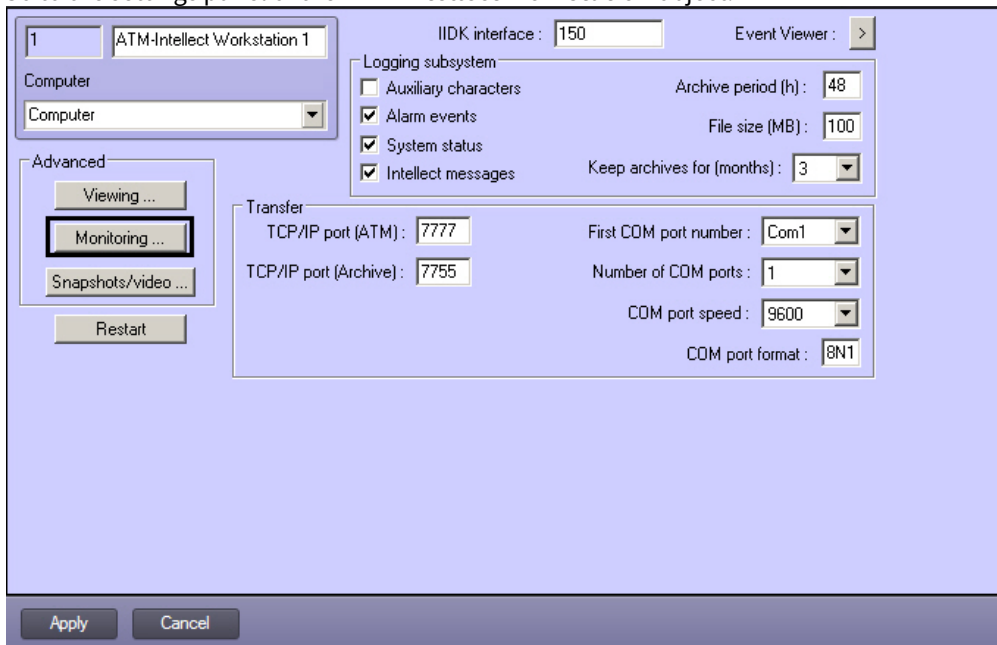 1
ATM-Intellect Workstation 1
Computer
Computer
IIDK interface : 150
Event Viewer : >
Logging subsystem
Auxiliary characters
Alarm events
System status
Intellect messages
Archive period (h) : 48
File size (MB) : 100
Keep archives for (months) : 3
Advanced
Viewing ...
Monitoring ...
Snapshots/video ...
Restart
Transfer
TCP/IP port (ATM) : 7777
TCP/IP port (Archive) : 7755
First COM port number : Com1
Number of COM ports : 1
COM port speed : 9600
COM port format : 8N1
Apply
Cancel